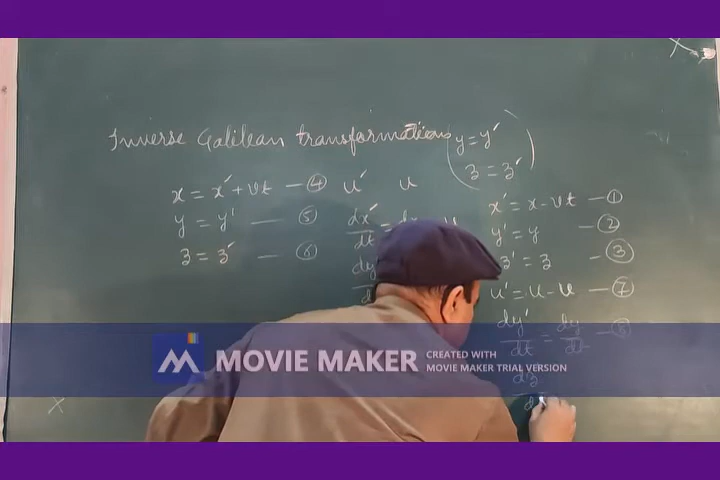 Inverse Galilean transformations
y = y′
z = z′
x = x′ + vt — ④
y = y′ — ⑤
z = z′ — ⑥
u′ u
dx′/dt =
dy
x′ = x - vt — ①
y′ = y — ②
z′ = z — ③
u′ = u - v — ⑦
dy′/dt = dy/dt — ⑧
dz
MOVIE MAKER
CREATED WITH
MOVIE MAKER TRIAL VERSION